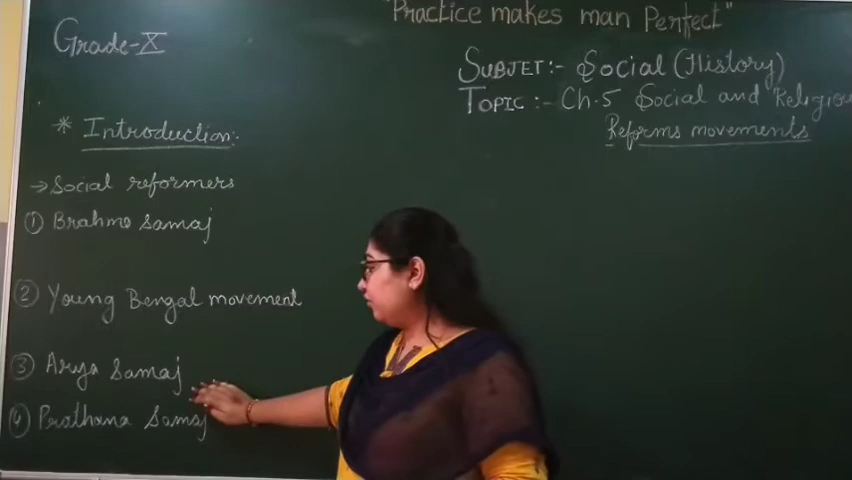 "Practice makes man Perfect"
Grade-X
SUBJET:- Social (History)
TOPIC:- Ch.5 Social and Religious
Reforms movements
* Introduction:-
→ Social reformers
① Brahmo Samaj
② Young Bengal movement
③ Arya Samaj
④ Prathana Samaj